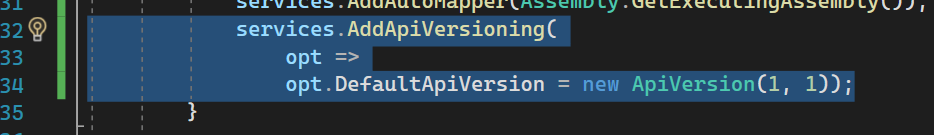 31 services.AddAutoMapper(Assembly.GetExecutingAssembly());
32 services.AddApiVersioning(
33 opt =>
34 opt.DefaultApiVersion = new ApiVersion(1, 1));
35 }